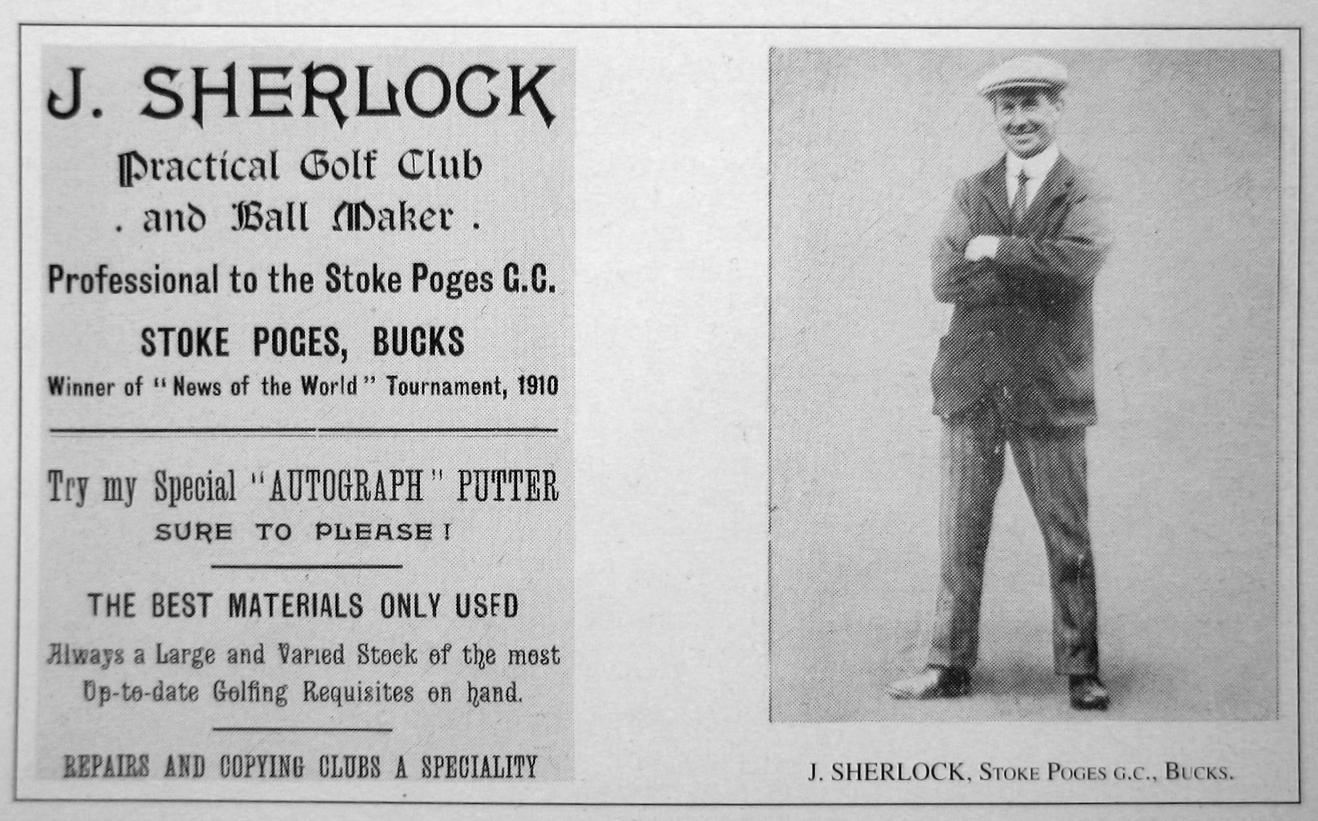 J. SHERLOCK
Practical Golf Club
. and Ball Maker .
Professional to the Stoke Poges G.C.
STOKE POGES, BUCKS
Winner of “News of the World” Tournament, 1910
Try my Special “AUTOGRAPH” PUTTER
SURE TO PLEASE!
THE BEST MATERIALS ONLY USED
Always a Large and Varied Stock of the most
Up-to-date Golfing Requisites on hand.
REPAIRS AND COPYING CLUBS A SPECIALITY
J. SHERLOCK, STOKE POGES G.C., BUCKS.